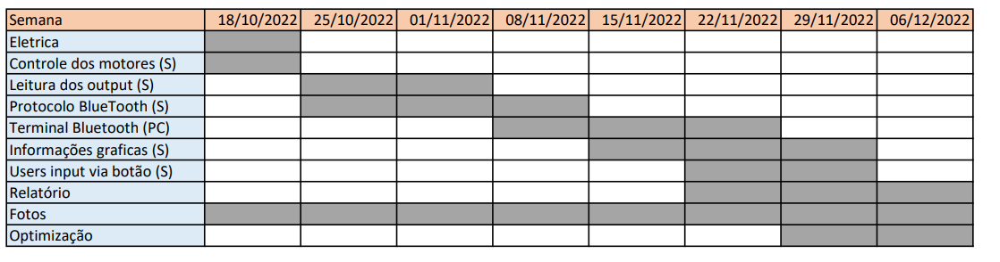 Semana 18/10/2022 25/10/2022 01/11/2022 08/11/2022 15/11/2022 22/11/2022 29/11/2022 06/12/2022
Eletrica
Controle dos motores (S)
Leitura dos output (S)
Protocolo BlueTooth (S)
Terminal Bluetooth (PC)
Informações graficas (S)
Users input via botão (S)
Relatório
Fotos
Optimização